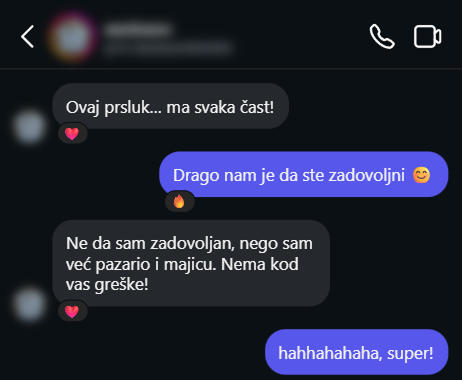 Ovaj prsluk... ma svaka čast!
Drago nam je da ste zadovoljni 😊
Ne da sam zadovoljan, nego sam
već pazario i majicu. Nema kod
vas greške!
hahhahahaha, super!